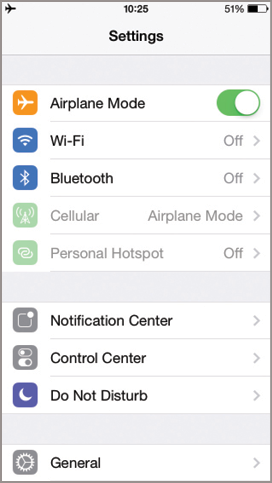 10:25 51%
Settings
Airplane Mode
Wi-Fi Off
Bluetooth Off
Cellular Airplane Mode
Personal Hotspot Off
Notification Center
Control Center
Do Not Disturb
General